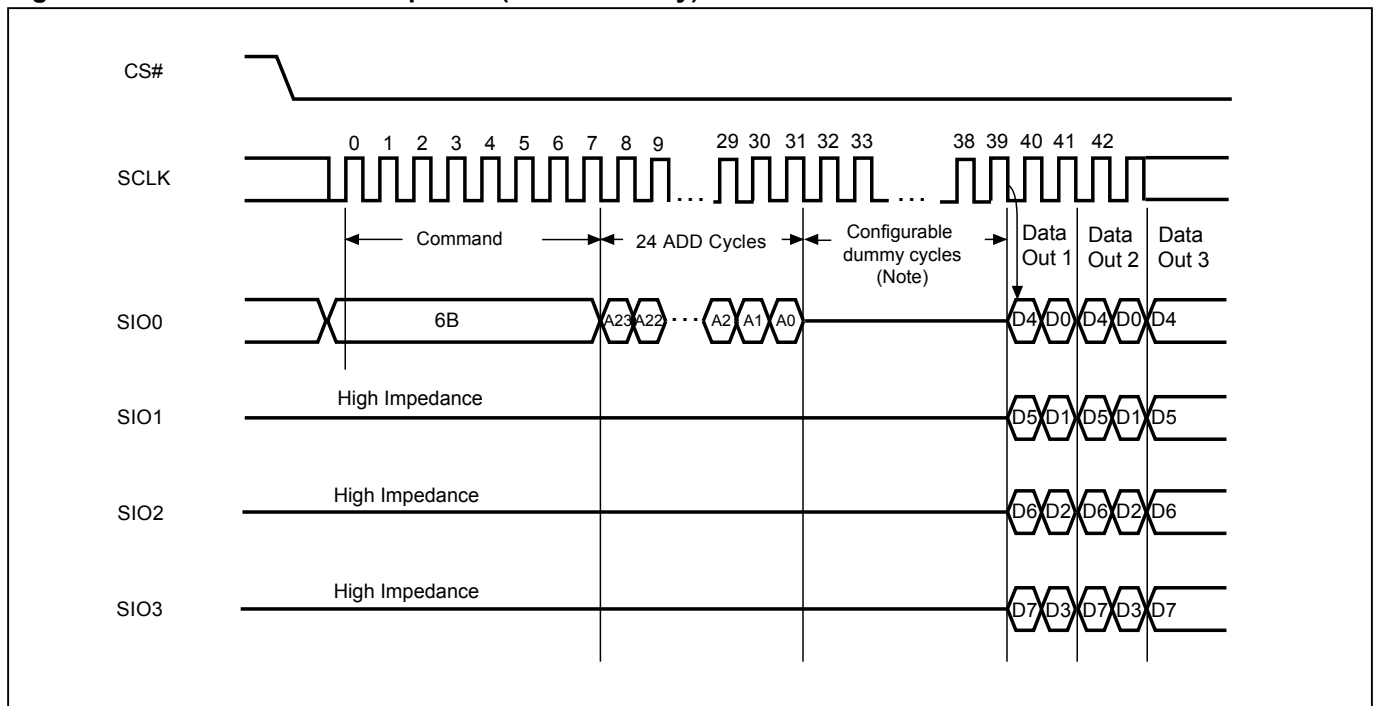 CS#
0 1 2 3 4 5 6 7 8 9 29 30 31 32 33 38 39 40 41 42
SCLK
...
...
Command
24 ADD Cycles
Configurable
dummy cycles
(Note)
Data
Out 1
Data
Out 2
Data
Out 3
SIO0
6B
A23 A22 ... A2 A1 A0
D4 D0 D4 D0 D4
High Impedance
SIO1
D5 D1 D5 D1 D5
High Impedance
SIO2
D6 D2 D6 D2 D6
High Impedance
SIO3
D7 D3 D7 D3 D7